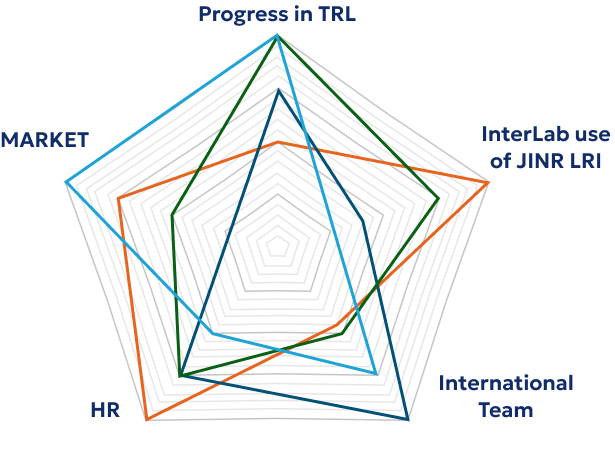 Progress in TRL
MARKET
InterLab use
of JINR LRI
HR
International
Team